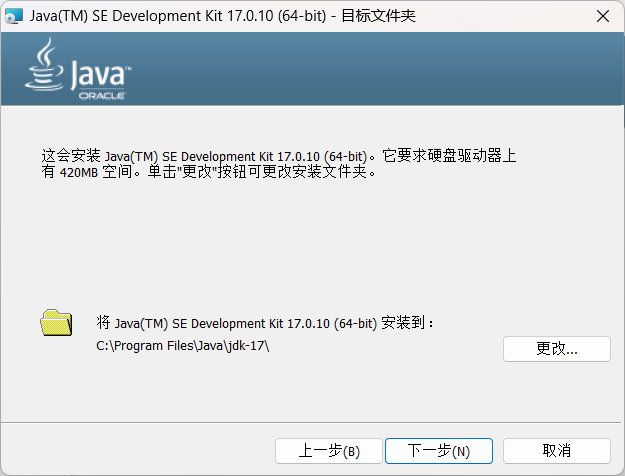 Java(TM) SE Development Kit 17.0.10 (64-bit) - 目标文件夹
Java™
ORACLE
这会安装 Java(TM) SE Development Kit 17.0.10 (64-bit)。它要求硬盘驱动器上
有 420MB 空间。单击"更改"按钮可更改安装文件夹。
将 Java(TM) SE Development Kit 17.0.10 (64-bit) 安装到：
C:\Program Files\Java\jdk-17\
更改...
上一步(B) 下一步(N) 取消